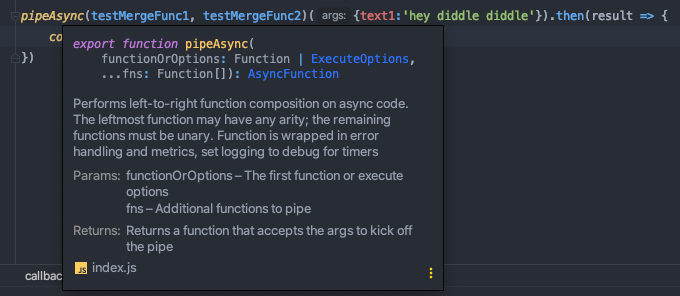 pipeAsync(testMergeFunc1, testMergeFunc2)( args: {text1:'hey diddle diddle'}).then(result => {
co
})
export function pipeAsync(
functionOrOptions: Function | ExecuteOptions,
...fns: Function[]): AsyncFunction
Performs left-to-right function composition on async code.
The leftmost function may have any arity; the remaining
functions must be unary. Function is wrapped in error
handling and metrics, set logging to debug for timers
Params: functionOrOptions – The first function or execute
options
fns – Additional functions to pipe
Returns: Returns a function that accepts the args to kick off
the pipe
JS index.js
callbac